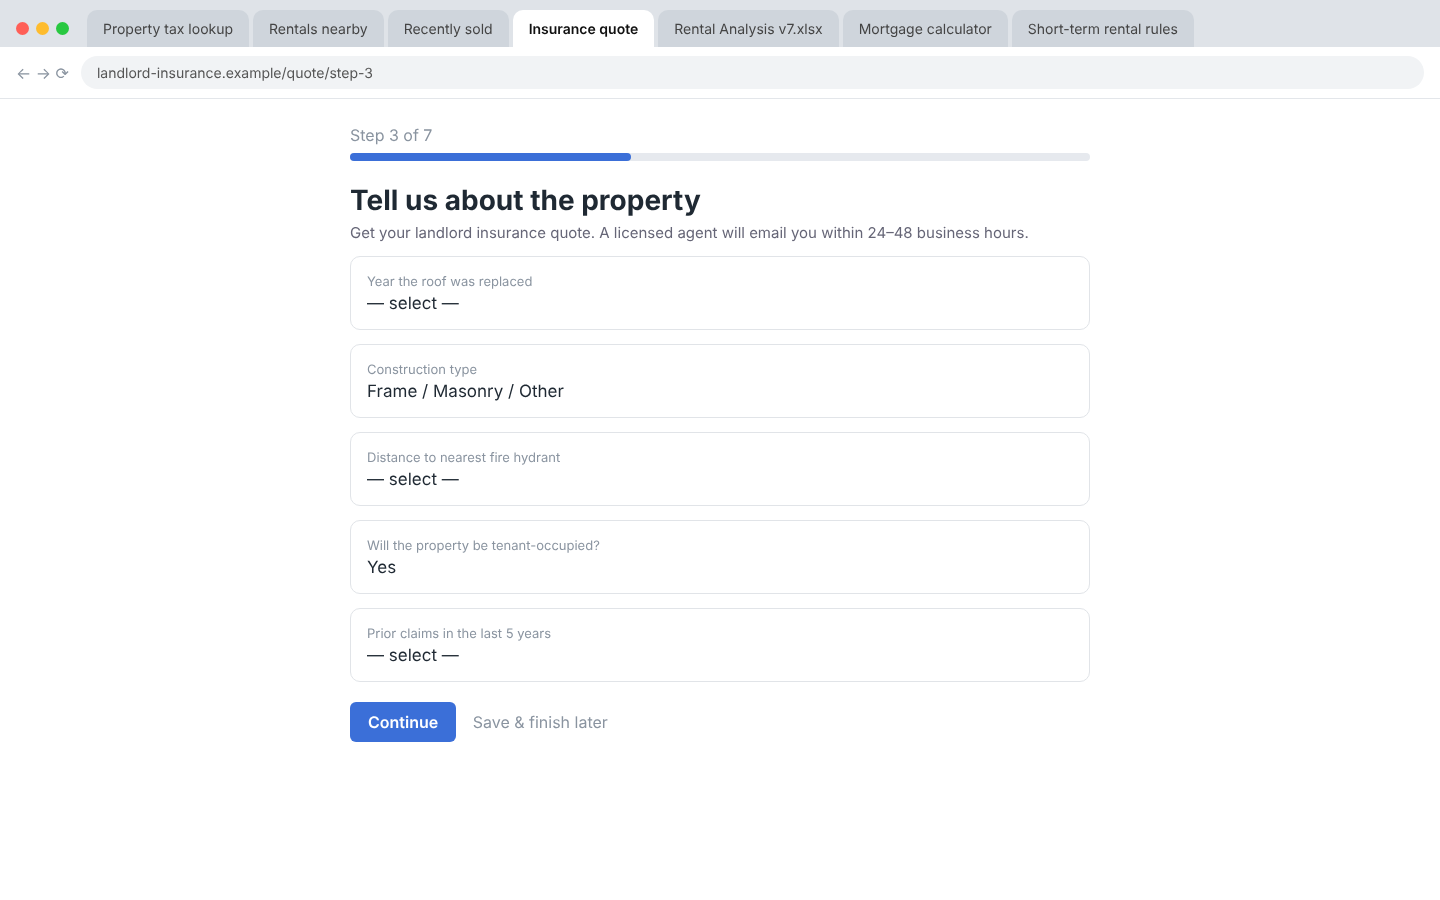 Property tax lookup
Rentals nearby
Recently sold
Insurance quote
Rental Analysis v7.xlsx
Mortgage calculator
Short-term rental rules
landlord-insurance.example/quote/step-3
Step 3 of 7
Tell us about the property
Get your landlord insurance quote. A licensed agent will email you within 24–48 business hours.
Year the roof was replaced
— select —
Construction type
Frame / Masonry / Other
Distance to nearest fire hydrant
— select —
Will the property be tenant-occupied?
Yes
Prior claims in the last 5 years
— select —
Continue
Save & finish later